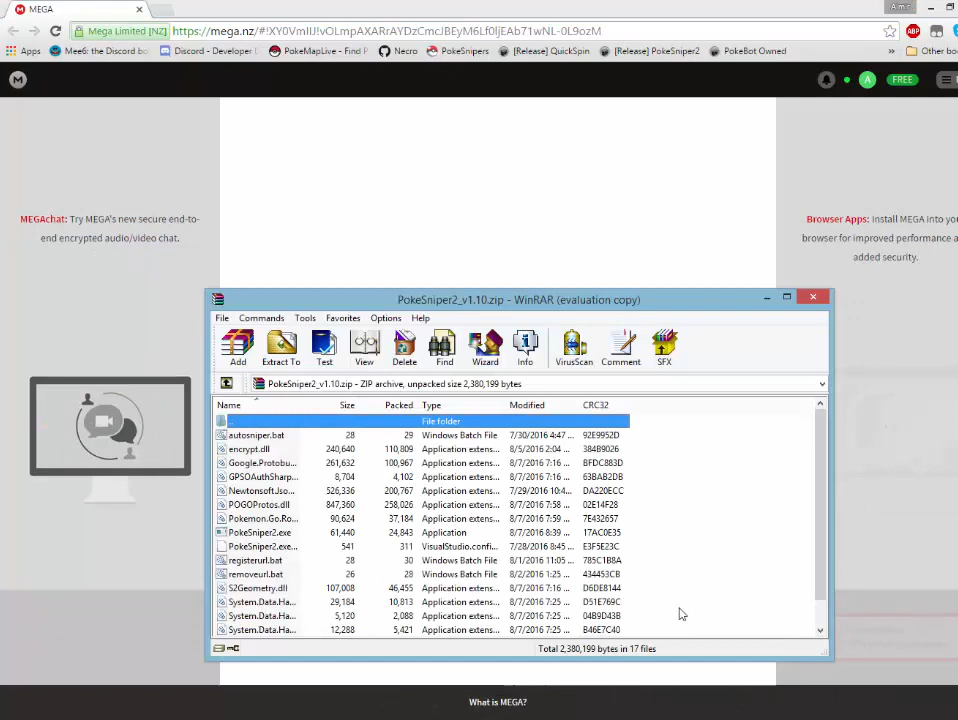 MEGA
A m r
Mega Limited [NZ]
https://mega.nz/#!XY0VmIIJ!vOLmpAXARrAYDzCmcJBEyM6Lf0ljEAb71wNL-0L9ozM
Apps
Mee6: the Discord bo
Discord - Developer
PokeMapLive - Find P
Necro
PokeSnipers
[Release] QuickSpin
[Release] PokeSniper2
PokeBot Owned
»
Other bo
M
A
FREE
MEGAchat: Try MEGA's new secure end-to-
end encrypted audio/video chat.
Browser Apps: Install MEGA into yo
browser for improved performance a
added security.
PokeSniper2_v1.10.zip - WinRAR (evaluation copy)
File Commands Tools Favorites Options Help
Add Extract To Test View Delete Find Wizard Info VirusScan Comment SFX
PokeSniper2_v1.10.zip - ZIP archive, unpacked size 2,380,199 bytes
Name Size Packed Type Modified CRC32
.. File folder
autosniper.bat 28 29 Windows Batch File 7/30/2016 4:47 ... 92E9952D
encrypt.dll 240,640 110,809 Application extens... 8/5/2016 2:04 ... 384B9026
Google.Protobu... 261,632 100,967 Application extens... 8/7/2016 7:16 ... BFDC883D
GPSOAuthSharp... 8,704 4,102 Application extens... 8/7/2016 7:16 ... 63BAB2DB
Newtonsoft.Jso... 526,336 200,767 Application extens... 7/29/2016 10:4... DA220ECC
POGOProtos.dll 847,360 258,026 Application extens... 8/7/2016 7:58 ... 02E14F28
Pokemon.Go.Ro... 90,624 37,184 Application extens... 8/7/2016 7:59 ... 7E432657
PokeSniper2.exe 61,440 24,843 Application 8/7/2016 8:39 ... 17AC0E35
PokeSniper2.exe... 541 311 VisualStudio.confi... 7/28/2016 8:45 ... E3F5E23C
registerurl.bat 28 30 Windows Batch File 8/1/2016 11:05 ... 785C1B8A
removeurl.bat 26 28 Windows Batch File 8/2/2016 1:25 ... 434453CB
S2Geometry.dll 107,008 46,455 Application extens... 8/7/2016 7:16 ... D6DE8144
System.Data.Ha... 29,184 10,813 Application extens... 8/7/2016 7:25 ... D51E769C
System.Data.Ha... 5,120 2,088 Application extens... 8/7/2016 7:25 ... 04B9D43B
System.Data.Ha... 12,288 5,421 Application extens... 8/7/2016 7:25 ... B46E7C40
Total 2,380,199 bytes in 17 files
What is MEGA?